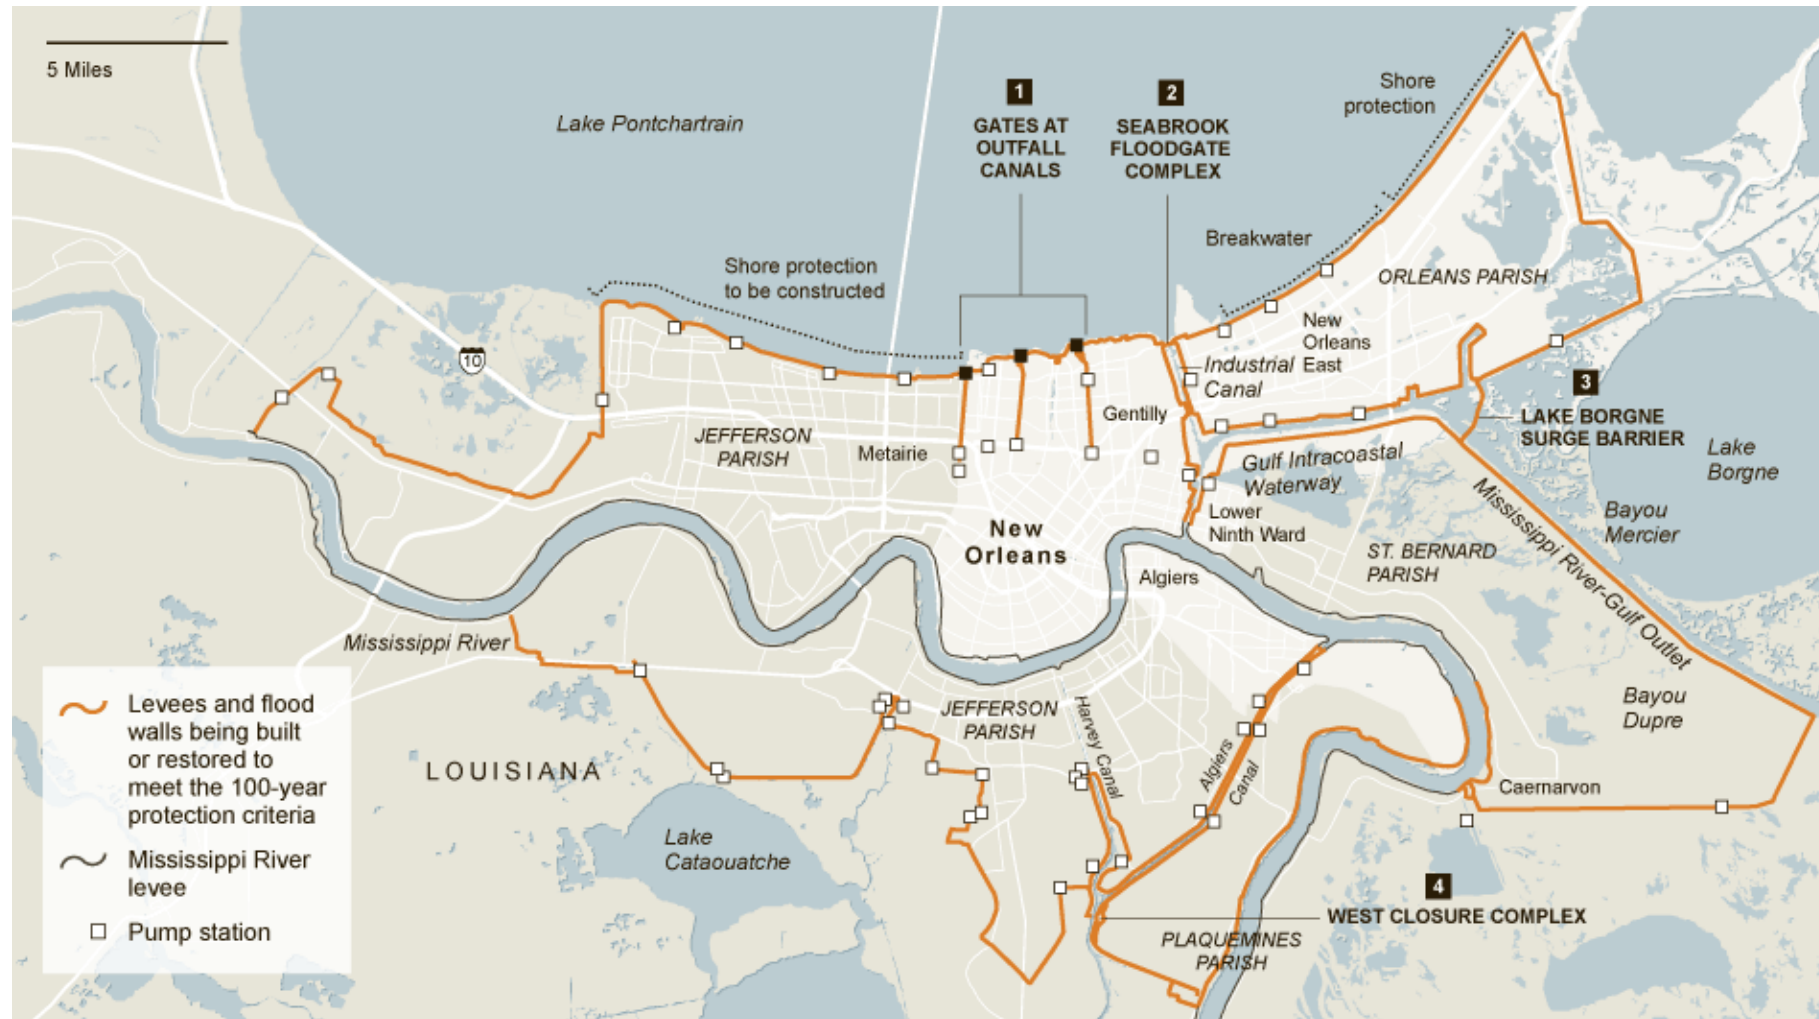 5 Miles
Lake Pontchartrain
1
GATES AT
OUTFALL
CANALS
2
SEABROOK
FLOODGATE
COMPLEX
Shore
protection
Breakwater
Shore protection
to be constructed
ORLEANS PARISH
New
Orleans
East
Industrial
Canal
10
3
LAKE BORGNE
SURGE BARRIER
Lake
Borgne
Gentilly
JEFFERSON
PARISH
Metairie
Gulf Intracoastal
Waterway
Mississippi River-Gulf Outlet
Bayou
Mercier
Lower
Ninth Ward
New
Orleans
ST. BERNARD
PARISH
Algiers
Mississippi River
Levees and flood
walls being built
or restored to
meet the 100-year
protection criteria
Mississippi River
levee
Pump station
LOUISIANA
JEFFERSON
PARISH
Harvey Canal
Algiers
Canal
Bayou
Dupre
Caernarvon
Lake
Cataouatche
4
WEST CLOSURE COMPLEX
PLAQUEMINES
PARISH